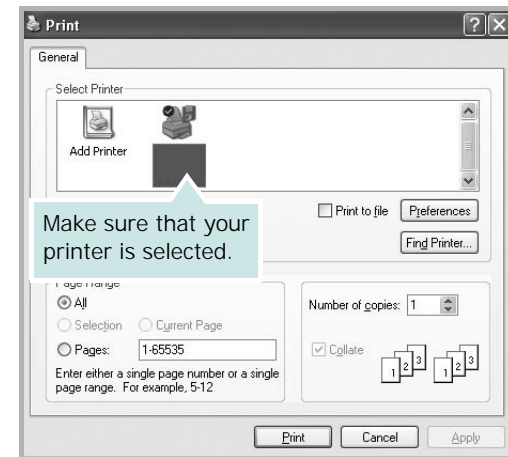 Print
General
Select Printer
Add Printer
Make sure that your
printer is selected.
Print to file
Preferences
Find Printer...
Page Range
All
Selection Current Page
Pages: 1-65535
Enter either a single page number or a single
page range. For example, 5-12
Number of copies: 1
Collate
1 2 3 1 2 3
Print Cancel Apply